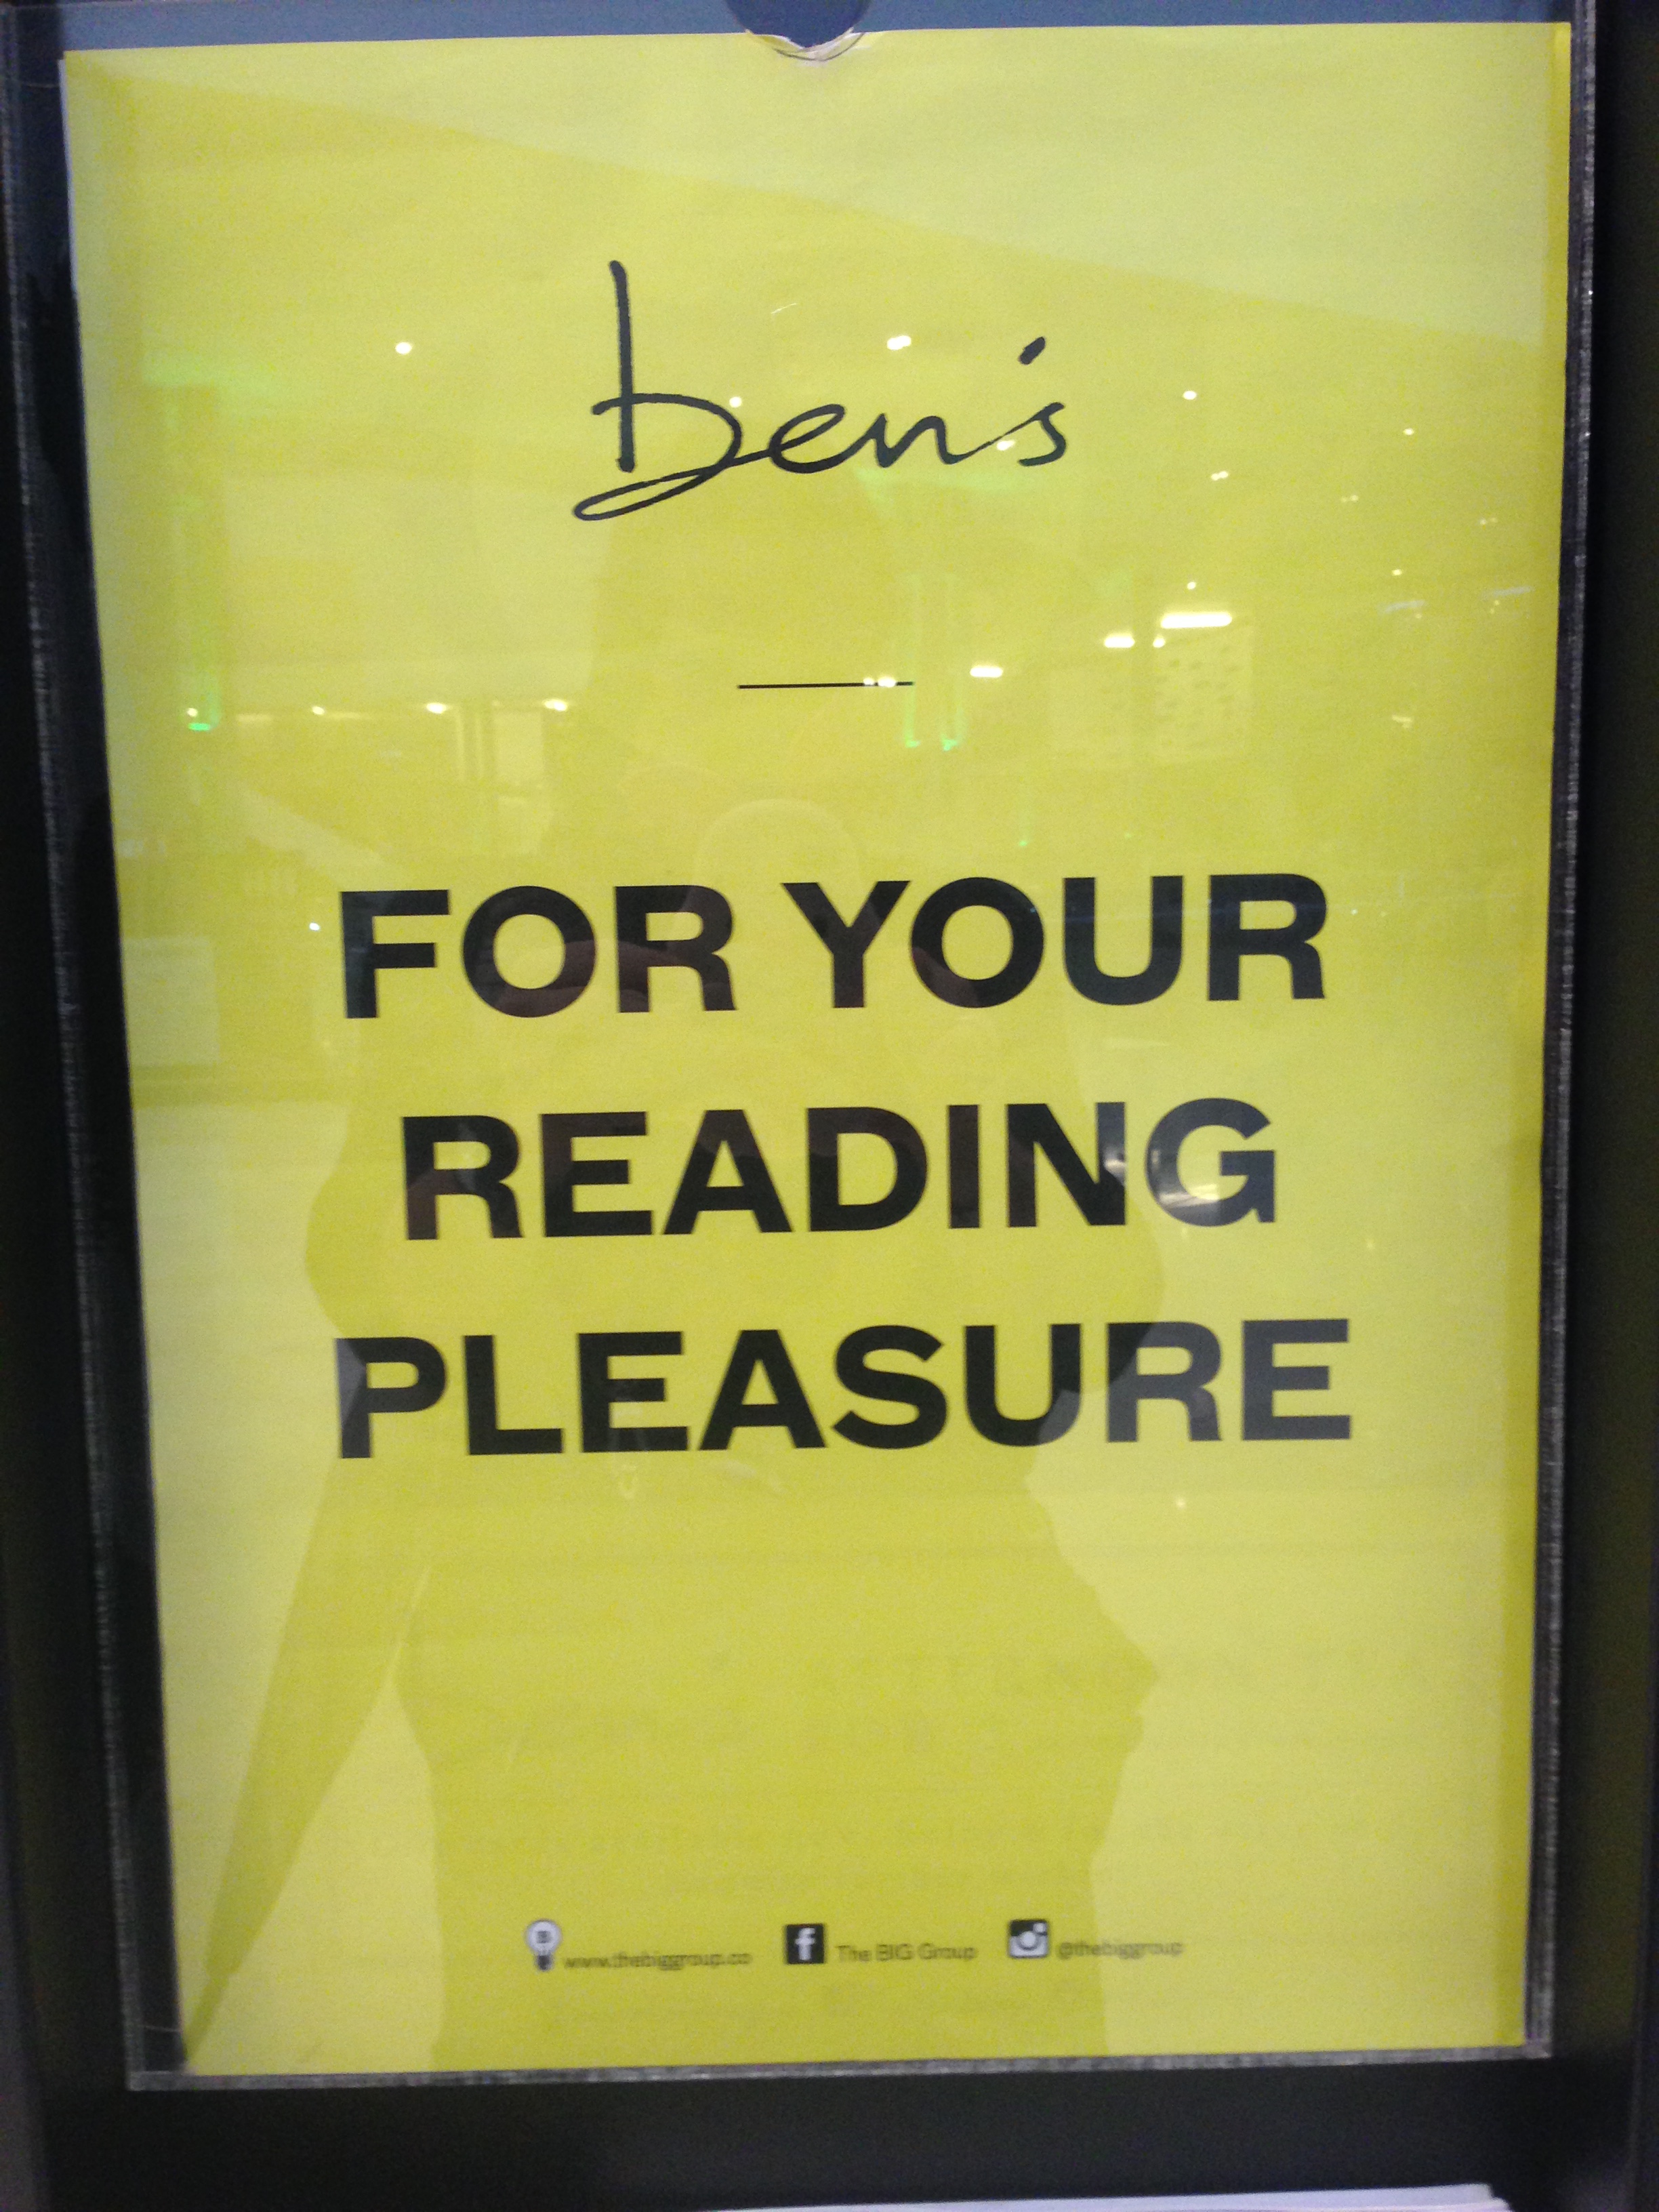 ben's
FOR YOUR
READING
PLEASURE
www.thebiggroup.co The BIG Group @thebiggroup